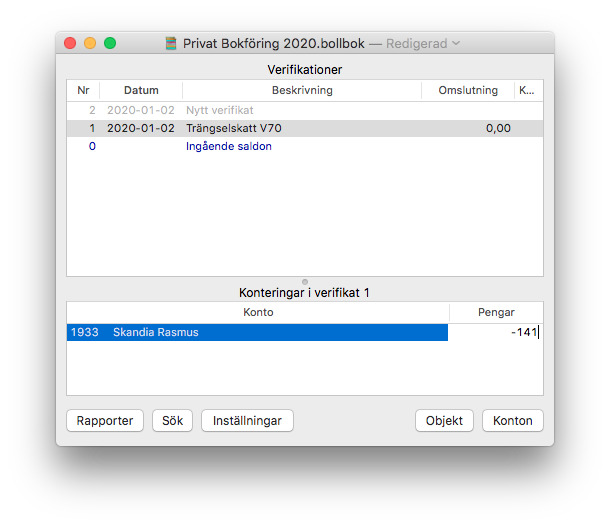 Privat Bokföring 2020.bollbok — Redigerad
Verifikationer
Nr Datum Beskrivning Omslutning K...
2 2020-01-02 Nytt verifikat
1 2020-01-02 Trängselskatt V70 0,00
0 Ingående saldon
Konteringar i verifikat 1
Konto Pengar
1933 Skandia Rasmus -141
Rapporter Sök Inställningar Objekt Konton